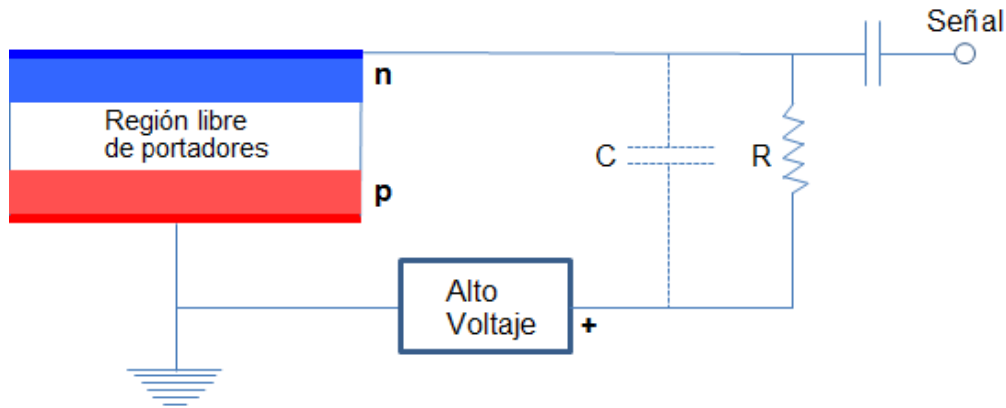 Señal
n
Región libre
de portadores
C
R
p
Alto
Voltaje
+